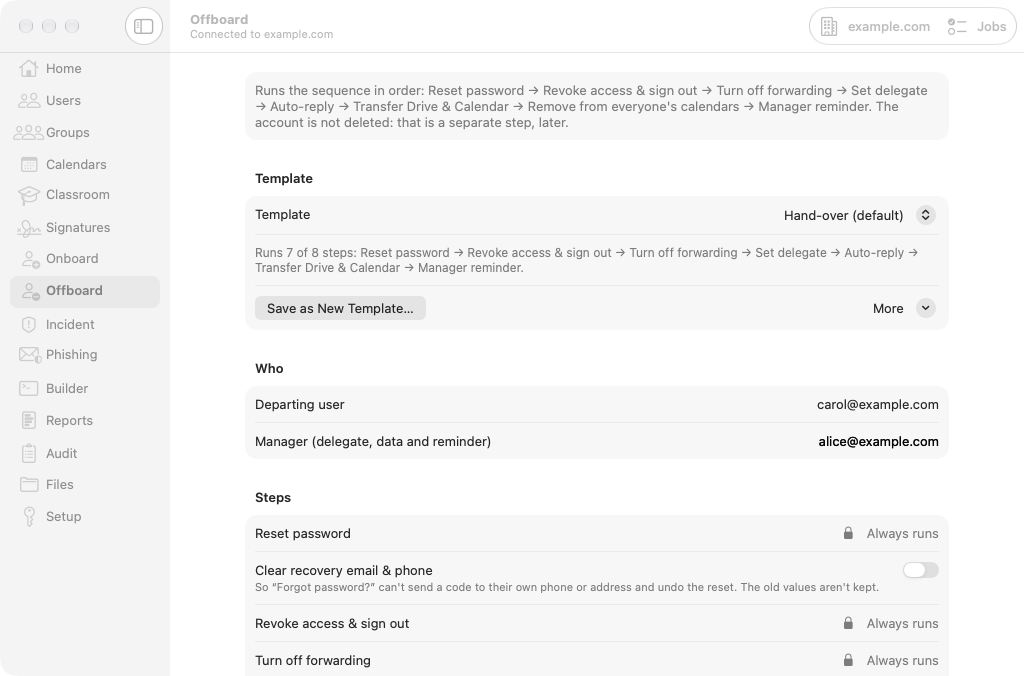 Offboard
Connected to example.com
example.com
Jobs
Home
Users
Groups
Calendars
Classroom
Signatures
Onboard
Offboard
Incident
Phishing
Builder
Reports
Audit
Files
Setup
Runs the sequence in order: Reset password → Revoke access & sign out → Turn off forwarding → Set delegate
→ Auto-reply → Transfer Drive & Calendar → Remove from everyone's calendars → Manager reminder. The
account is not deleted: that is a separate step, later.
Template
Template
Hand-over (default)
Runs 7 of 8 steps: Reset password → Revoke access & sign out → Turn off forwarding → Set delegate → Auto-reply →
Transfer Drive & Calendar → Manager reminder.
Save as New Template...
More
Who
Departing user
carol@example.com
Manager (delegate, data and reminder)
alice@example.com
Steps
Reset password
Always runs
Clear recovery email & phone
So “Forgot password?” can't send a code to their own phone or address and undo the reset. The old values aren't kept.
Revoke access & sign out
Always runs
Turn off forwarding
Always runs